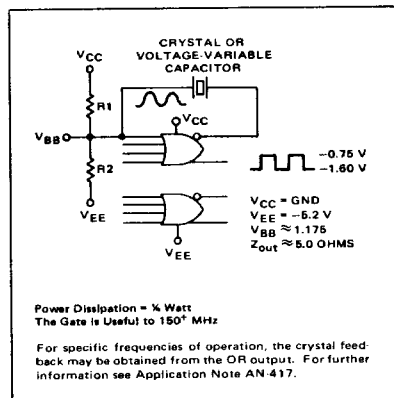 CRYSTAL OR
VOLTAGE-VARIABLE
CAPACITOR
VCC
R1
VCC
VBB
R2
VEE
VEE
-0.75 V
-1.60 V
VCC = GND
VEE = -5.2 V
VBB ≈ 1.175
Zout ≈ 5.0 OHMS
Power Dissipation = ¼ Watt
The Gate is Useful to 150+ MHz
For specific frequencies of operation, the crystal feed-
back may be obtained from the OR output. For further
information see Application Note AN-417.